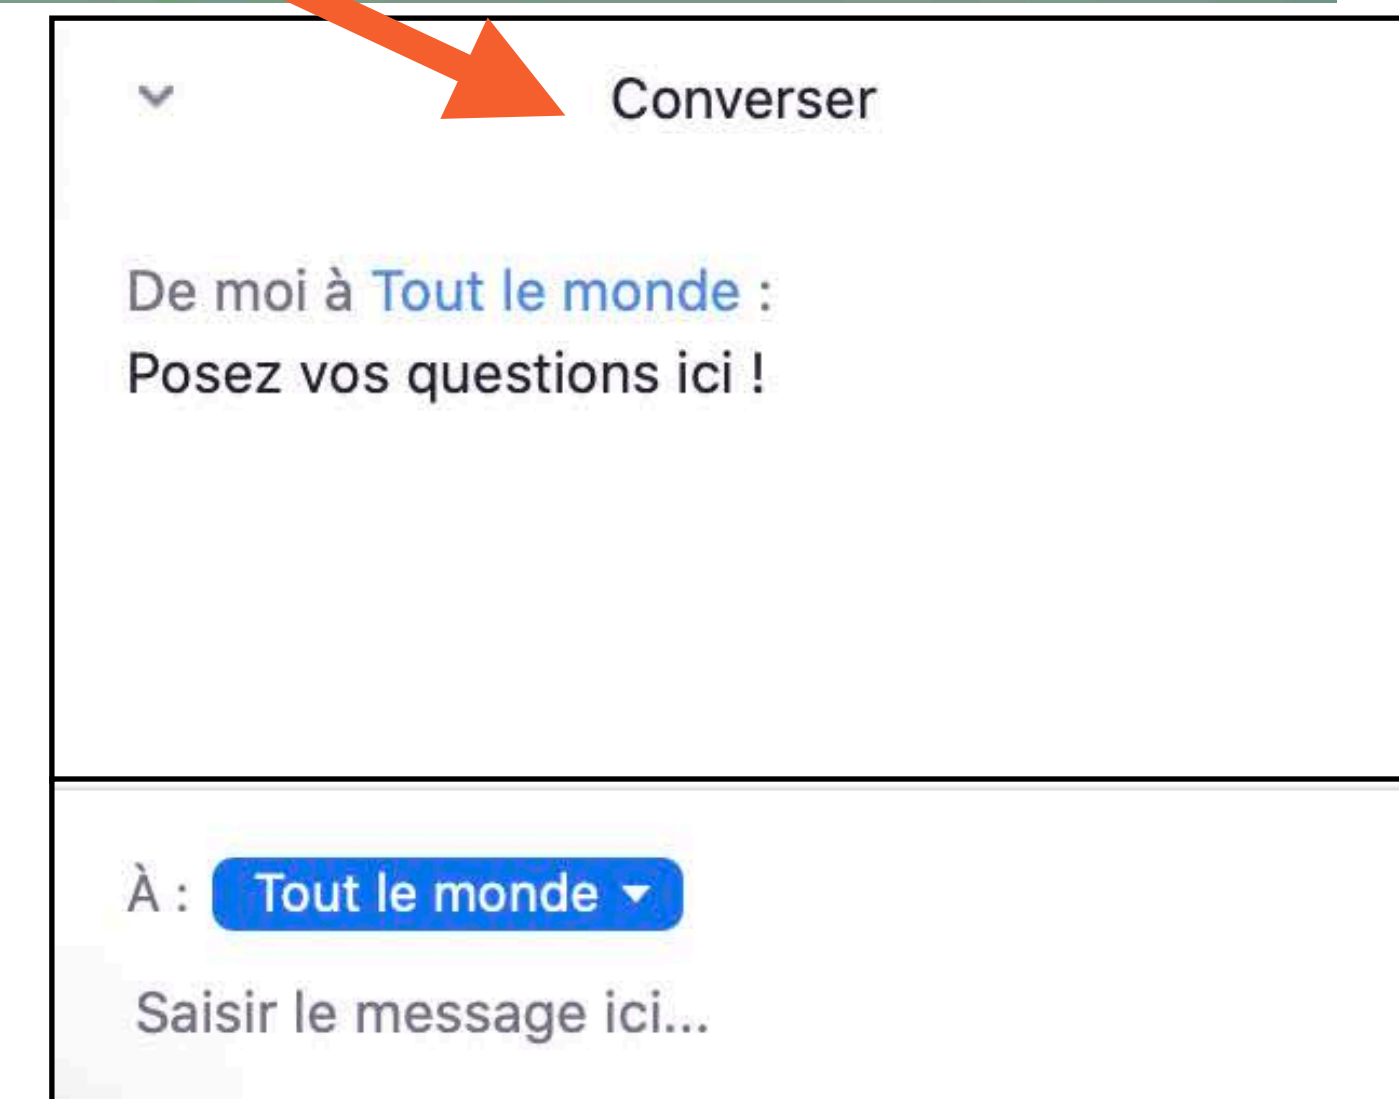 Converser
De moi à Tout le monde :
Posez vos questions ici !
À : Tout le monde
Saisir le message ici...